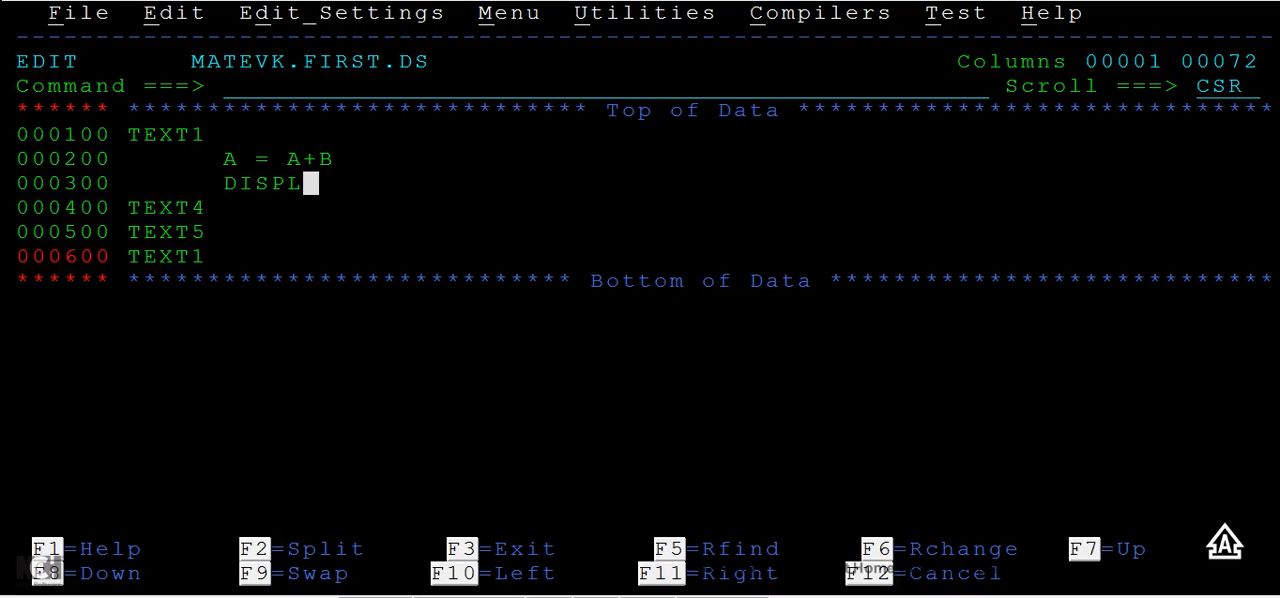 File Edit Edit_Settings Menu Utilities Compilers Test Help
--------------------------------------------------------------------------------
EDIT MATEVK.FIRST.DS Columns 00001 00072
Command ===> Scroll ===> CSR
****** ***************************** Top of Data ******************************
000100 TEXT1
000200 A = A+B
000300 DISPL
000400 TEXT4
000500 TEXT5
000600 TEXT1
****** **************************** Bottom of Data ****************************
F1=Help F2=Split F3=Exit F5=Rfind F6=Rchange F7=Up
F8=Down F9=Swap F10=Left F11=Right F12=Cancel
Home
A